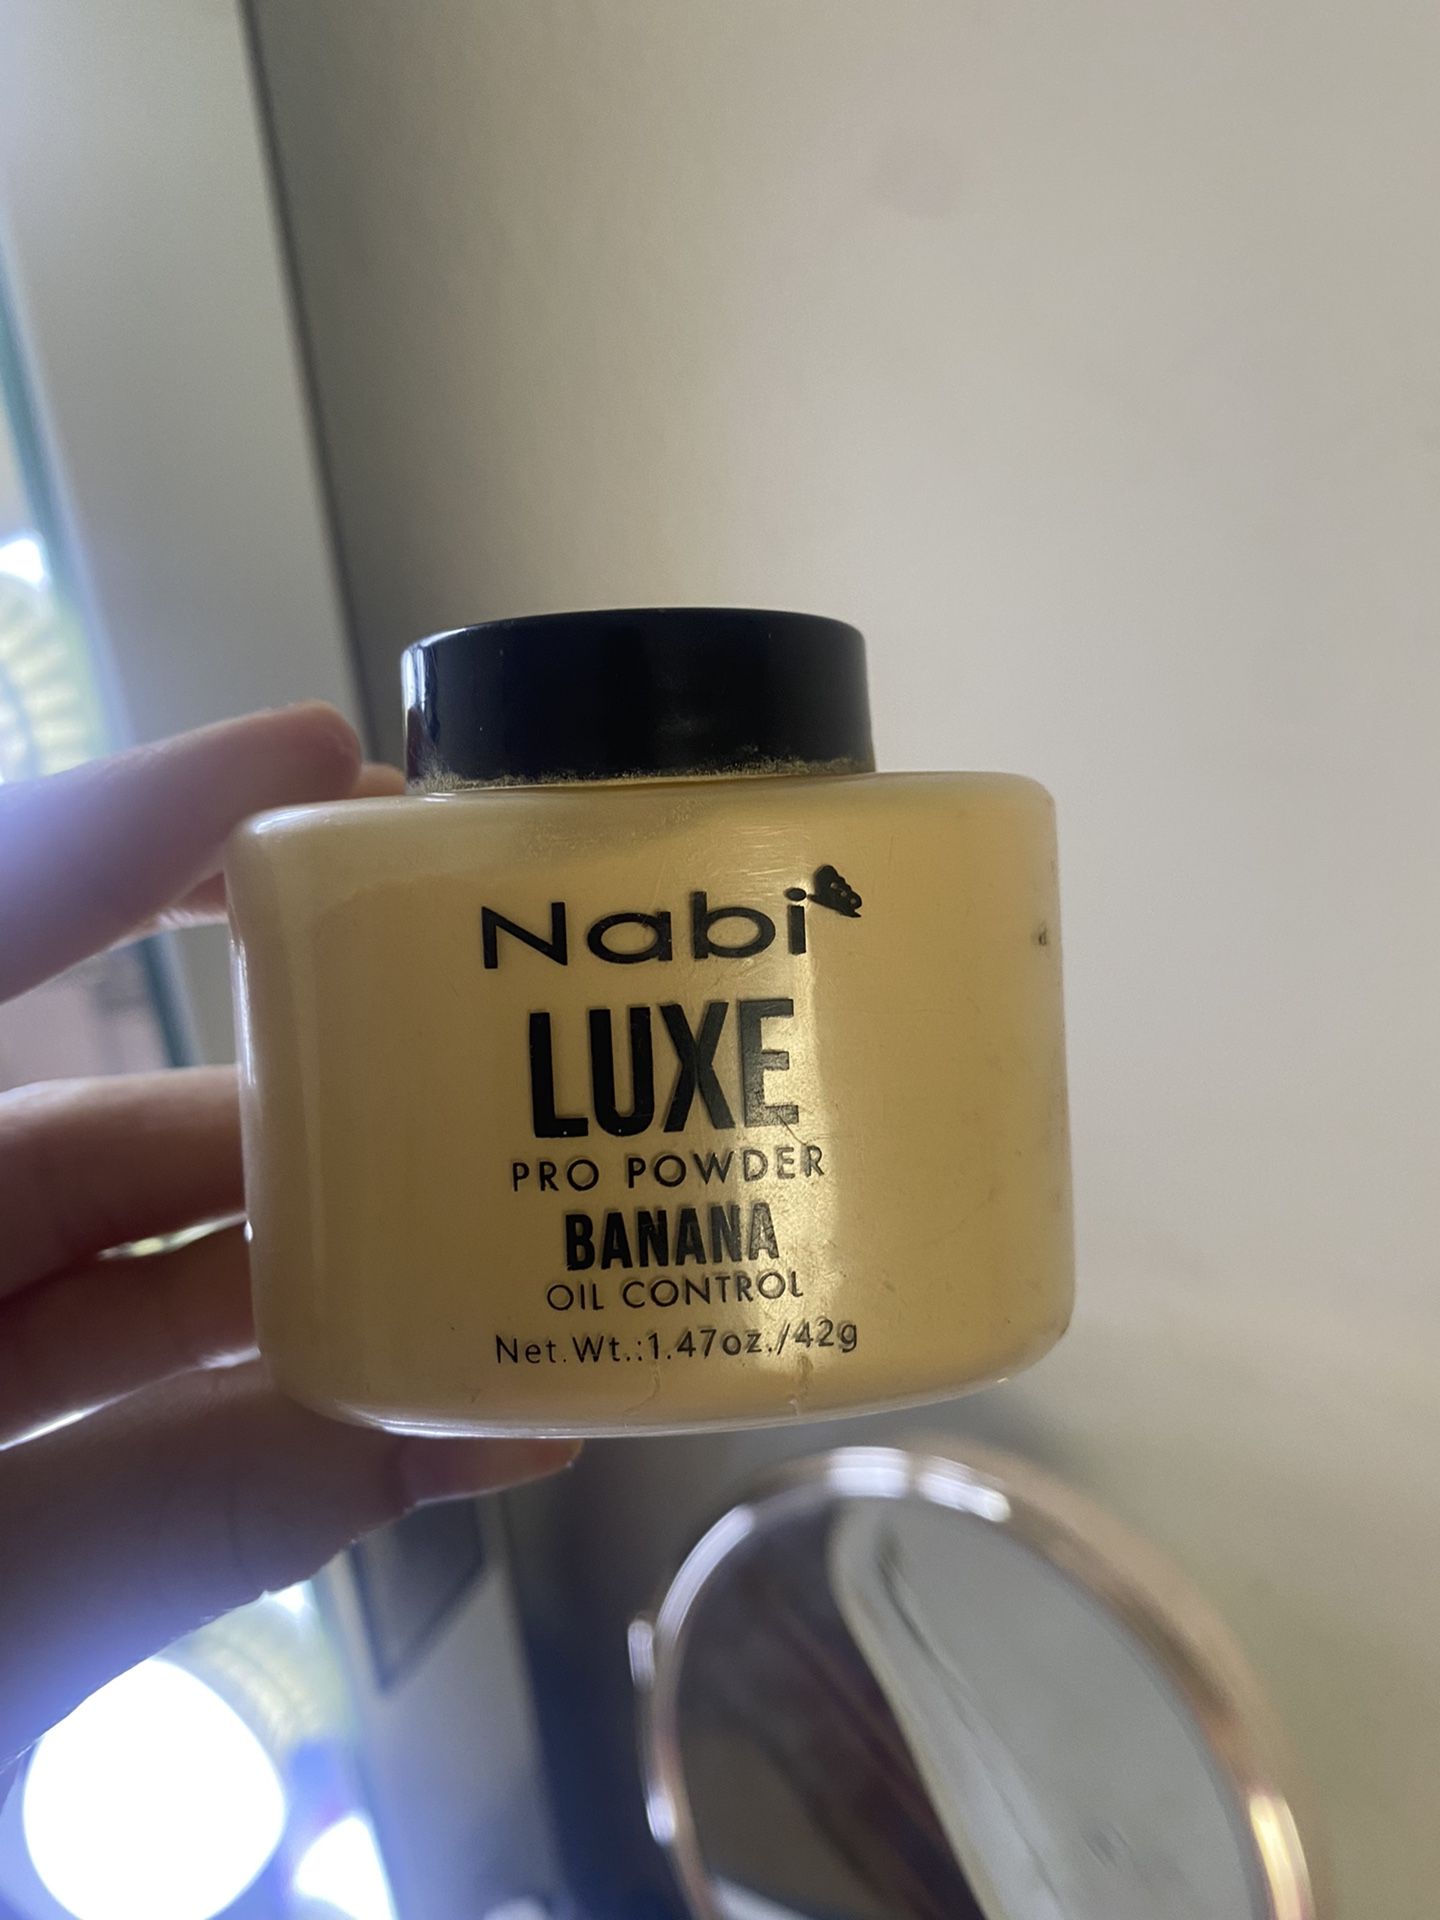 Nabi
LUXE
PRO POWDER
BANANA
OIL CONTROL
Net.Wt.:1.47oz./42g